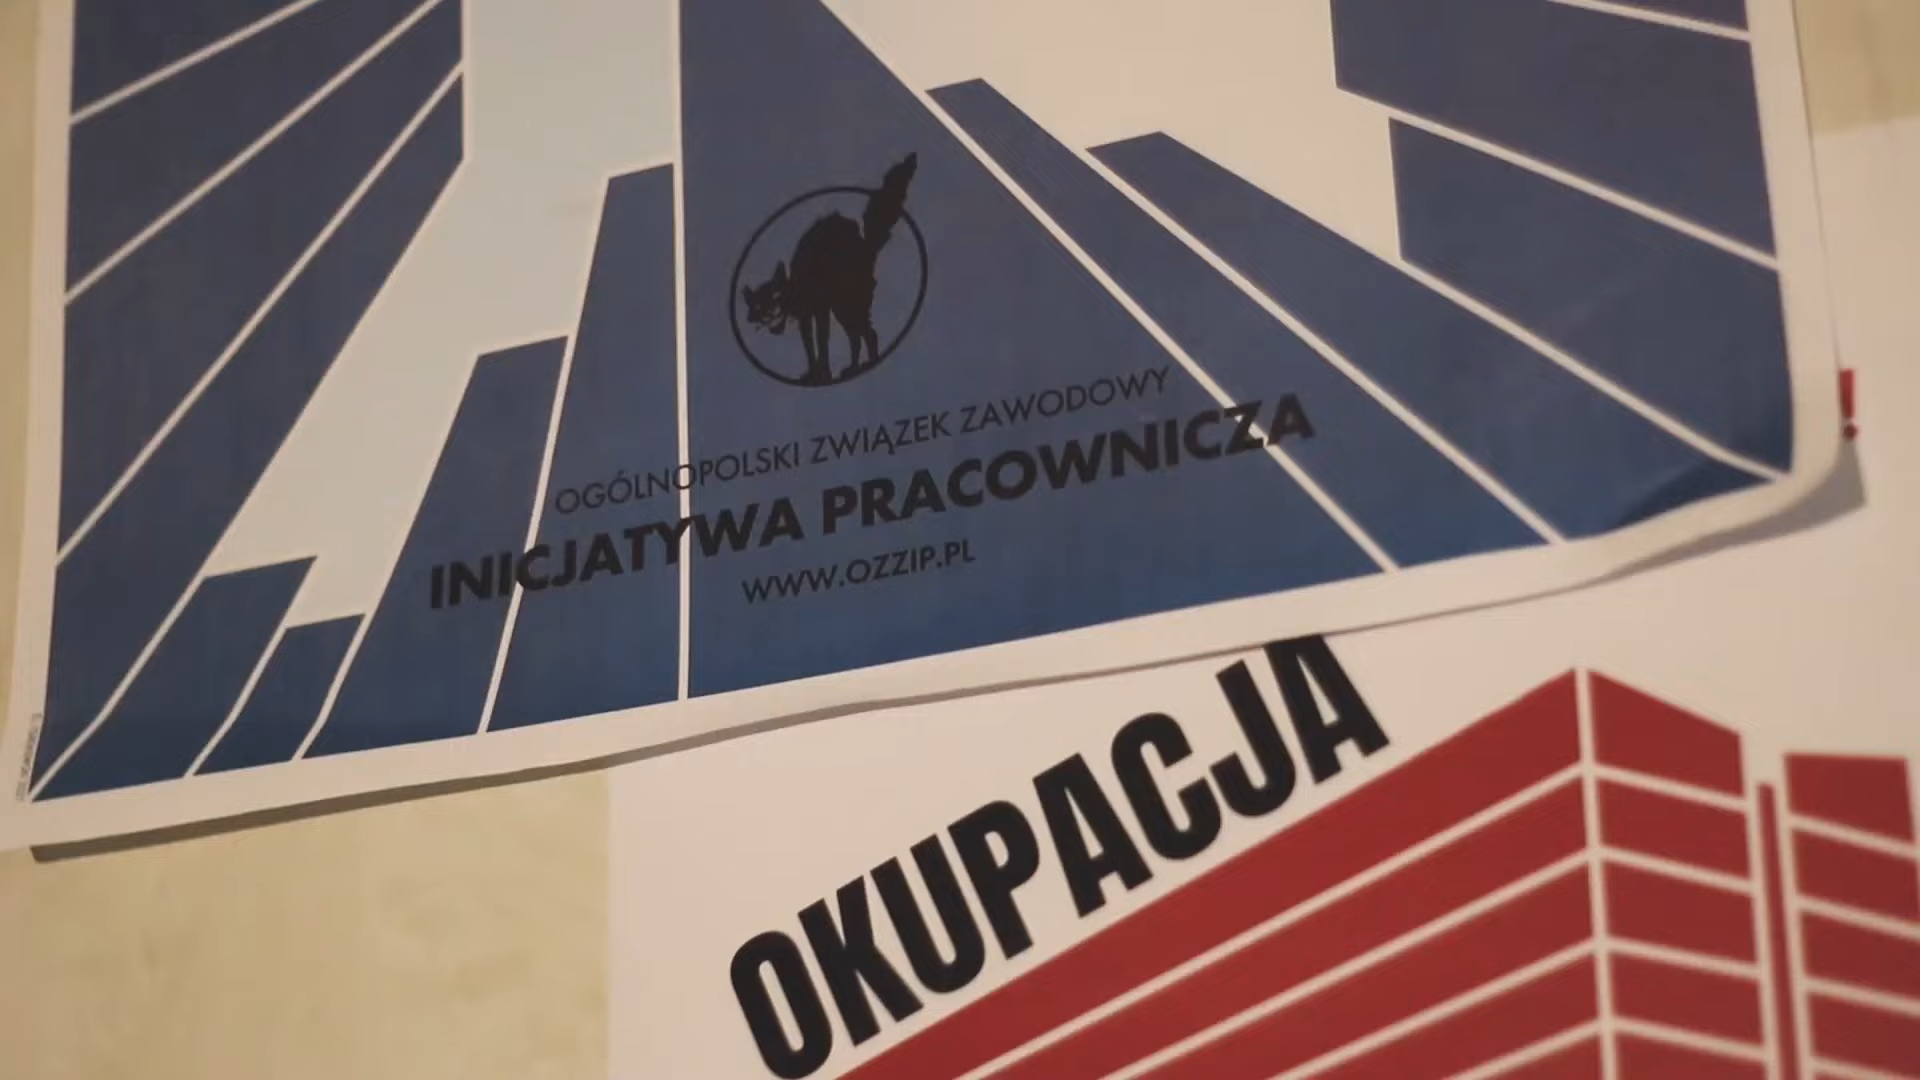 OGÓLNOPOLSKI ZWIĄZEK ZAWODOWY
INICJATYWA PRACOWNICZA
WWW.OZZIP.PL
!
OKUPACJA